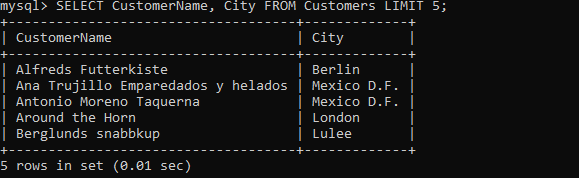 mysql> SELECT CustomerName, City FROM Customers LIMIT 5;
+------------------------------------+-------------+
| CustomerName                       | City        |
+------------------------------------+-------------+
| Alfreds Futterkiste                | Berlin      |
| Ana Trujillo Emparedados y helados | Mexico D.F. |
| Antonio Moreno Taquerna            | Mexico D.F. |
| Around the Horn                    | London      |
| Berglunds snabbkup                 | Lulee       |
+------------------------------------+-------------+
5 rows in set (0.01 sec)